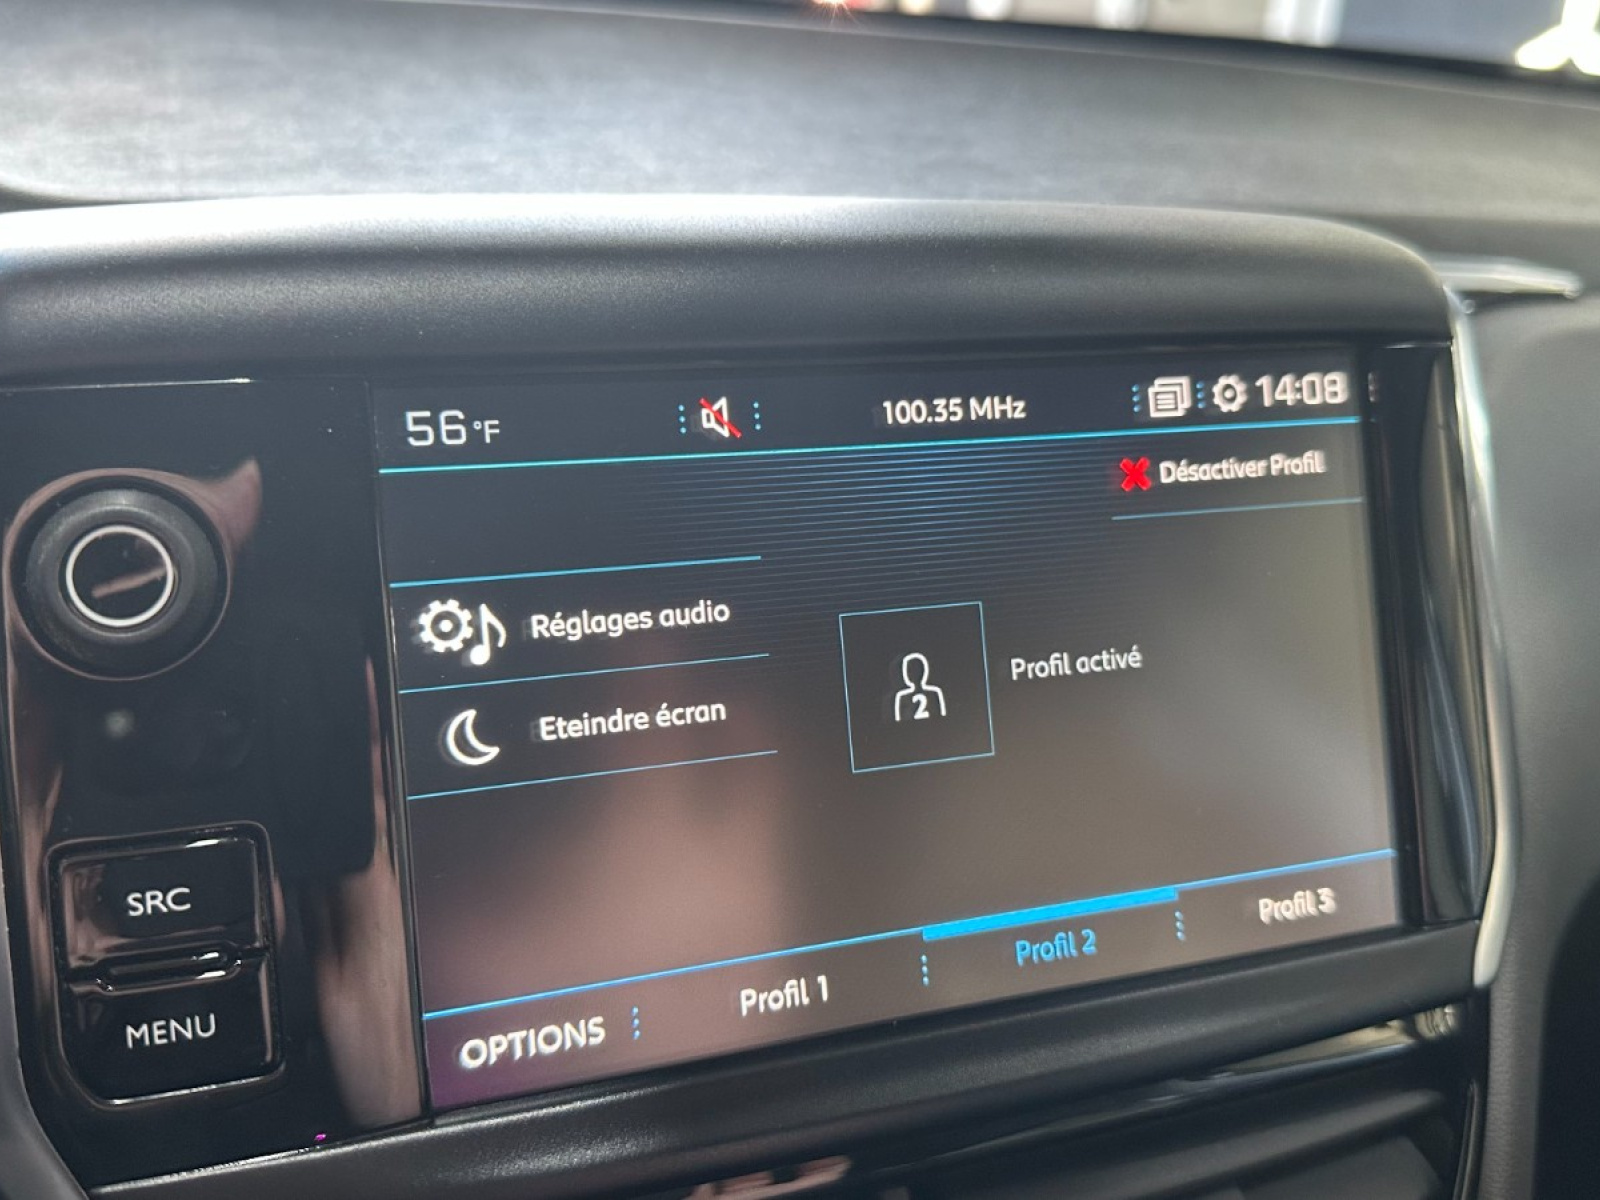 56°F
100.35 MHz
14:08
Désactiver Profil
Réglages audio
Profil activé
2
Eteindre écran
SRC
MENU
OPTIONS
Profil 1
Profil 2
Profil 3